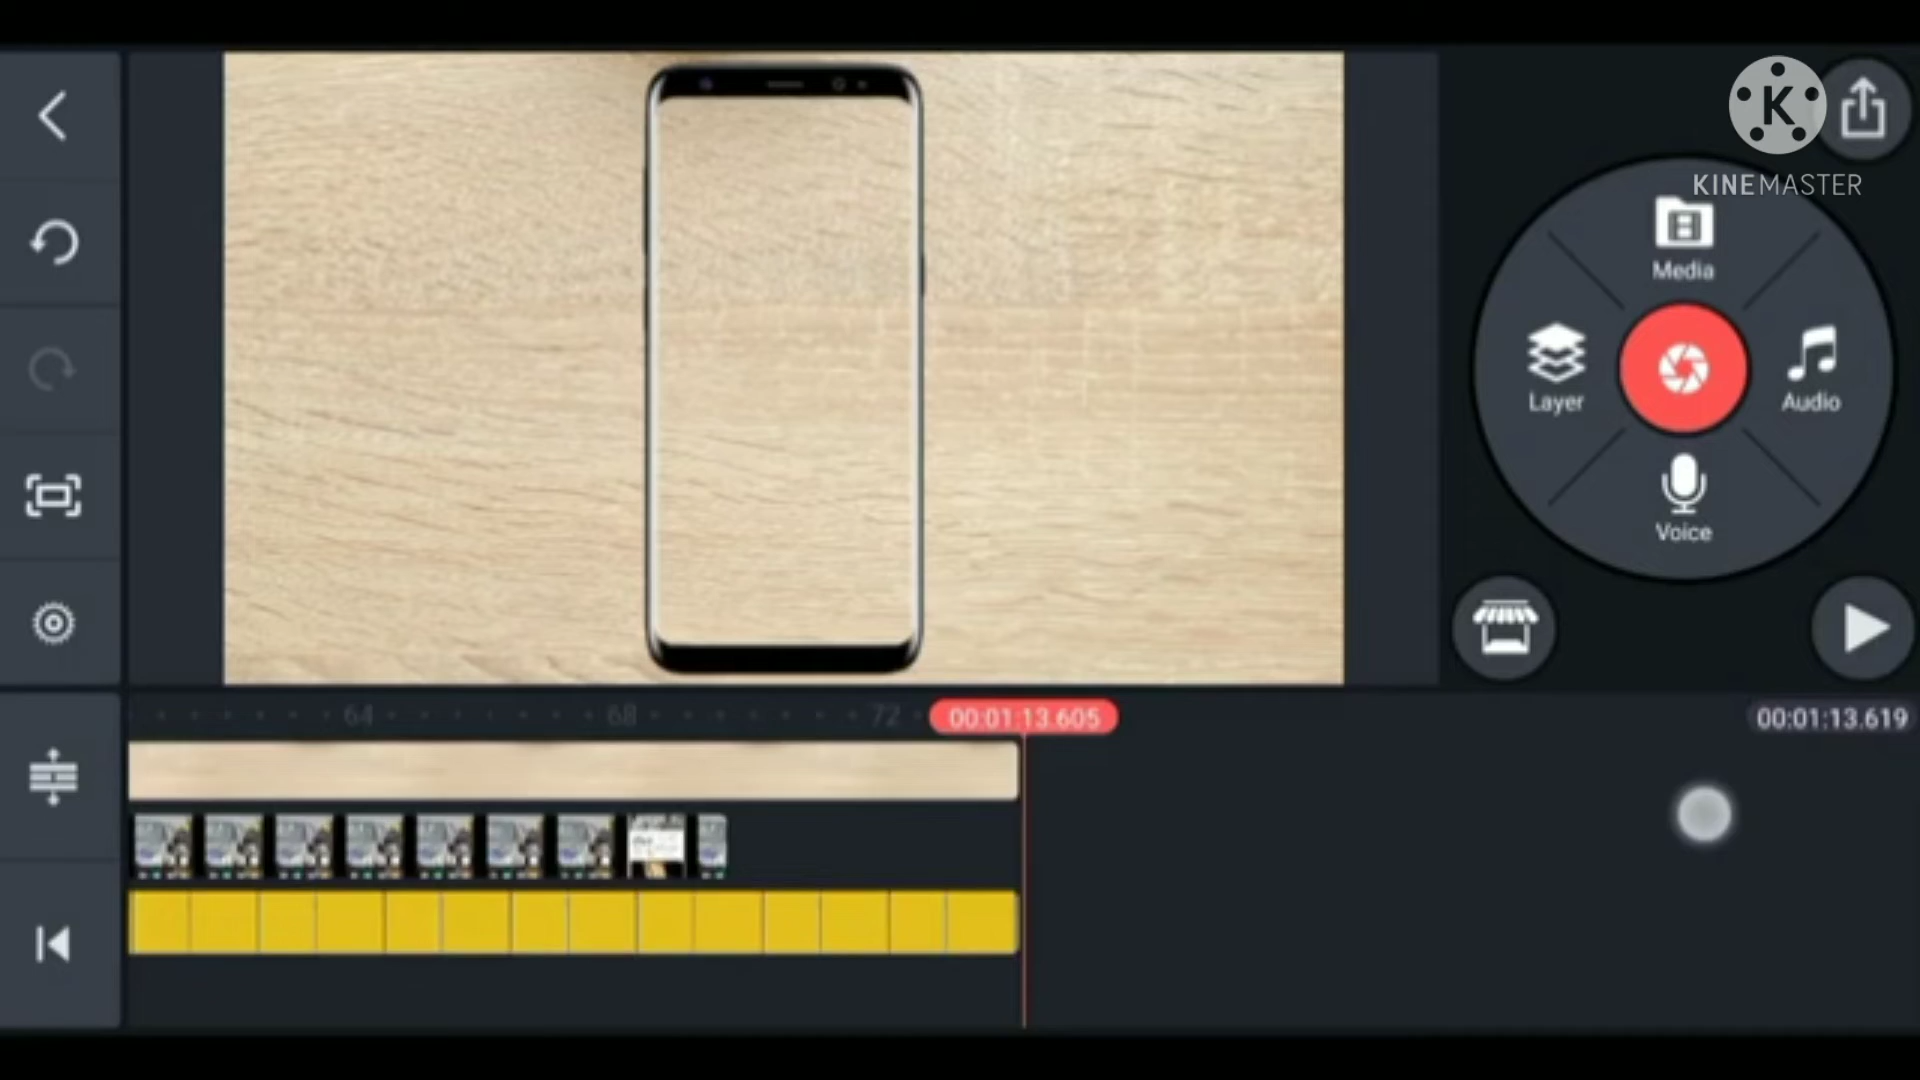 K
KINEMASTER
Media
Layer
Audio
Voice
64
68
72
00:01:13.605
00:01:13.619